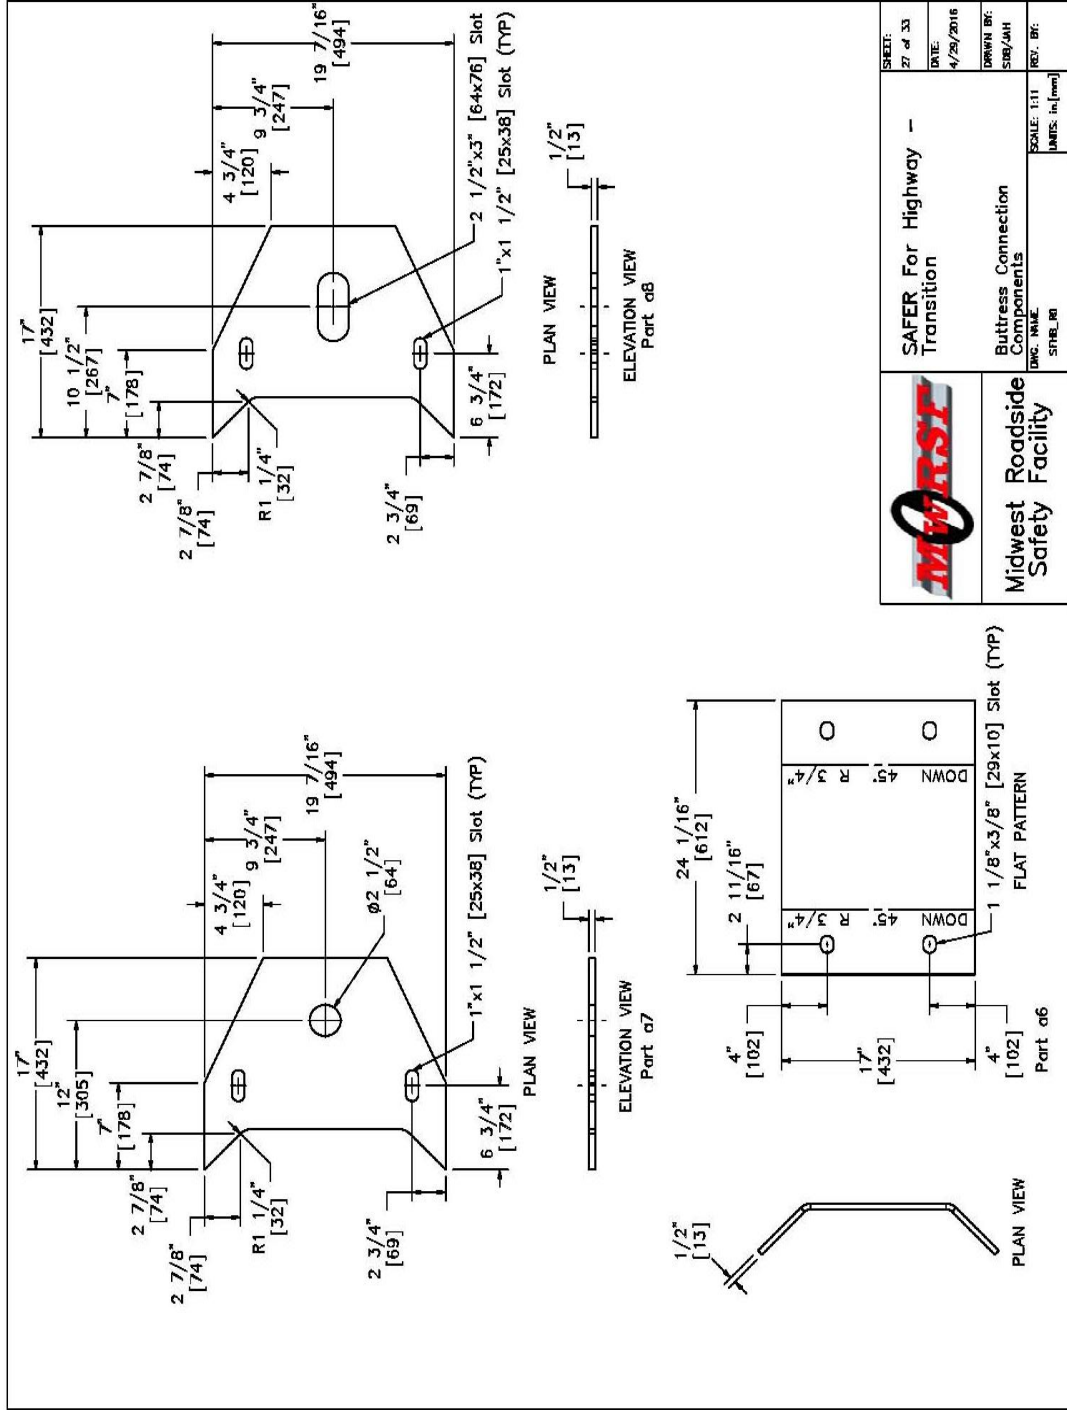 17"
[432]
12"
[305]
7"
[178]
2 7/8"
[74]
2 7/8"
[74]
R1 1/4"
[32]
2 3/4"
[69]
6 3/4"
[172]
4 3/4"
[120]
9 3/4"
[247]
19 7/16"
[494]
ø2 1/2"
[64]
1"x1 1/2" [25x38] Slot (TYP)
PLAN VIEW
1/2"
[13]
ELEVATION VIEW
Part a7
17"
[432]
10 1/2"
[267]
7"
[178]
2 7/8"
[74]
2 7/8"
[74]
R1 1/4"
[32]
2 3/4"
[69]
6 3/4"
[172]
4 3/4"
[120]
9 3/4"
[247]
19 7/16"
[494]
2 1/2"x3" [64x76] Slot
1"x1 1/2" [25x38] Slot (TYP)
PLAN VIEW
1/2"
[13]
ELEVATION VIEW
Part a8
1/2"
[13]
PLAN VIEW
24 1/16"
[612]
2 11/16"
[67]
4"
[102]
17"
[432]
4"
[102]
DOWN 45° R 3/4"
DOWN 45° R 3/4"
1 1/8"x3/8" [29x10] Slot (TYP)
FLAT PATTERN
Part a6
MWRSF
Midwest Roadside
Safety Facility
SAFER For Highway –
Transition
Buttress Connection
Components
DWG. NAME.
SFHB_R0
SCALE: 1:11
UNITS: in.[mm]
SHEET:
27 of 33
DATE:
4/29/2016
DRAWN BY:
SDB/JAH
REV. BY: